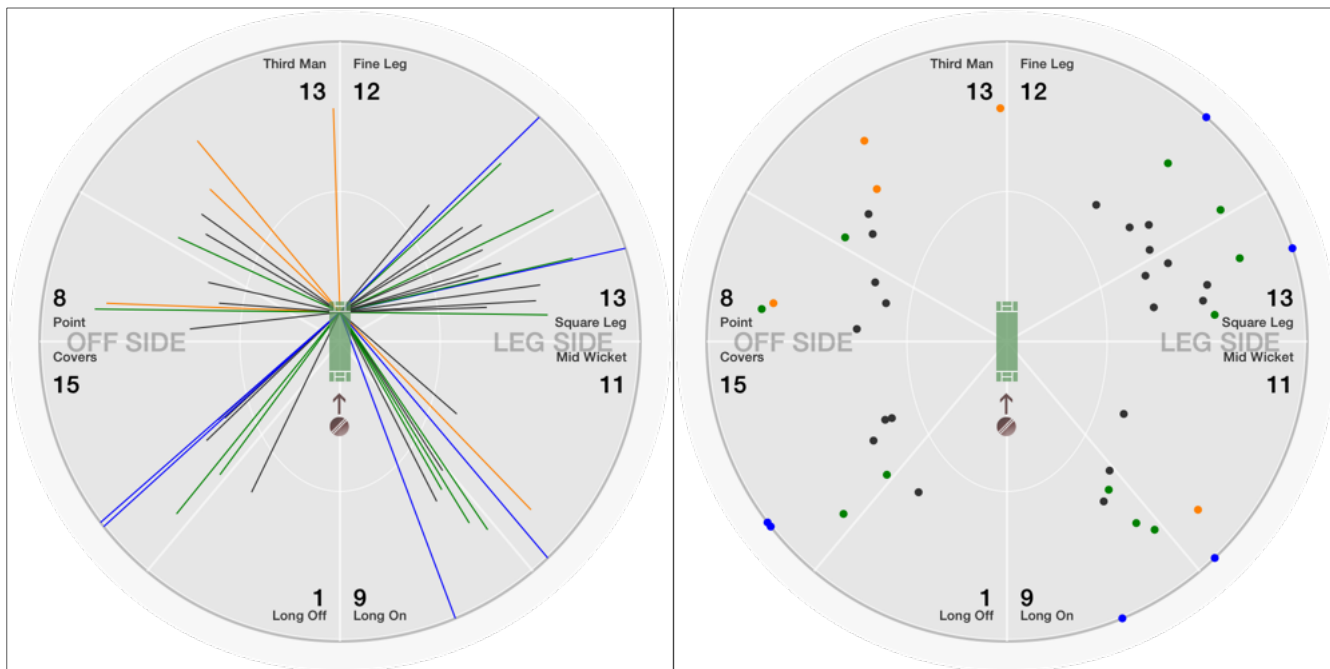 Third Man
13
Fine Leg
12
8
Point
OFF SIDE
Covers
15
13
Square Leg
LEG SIDE
Mid Wicket
11
1
Long Off
9
Long On
Third Man
13
Fine Leg
12
8
Point
OFF SIDE
Covers
15
13
Square Leg
LEG SIDE
Mid Wicket
11
1
Long Off
9
Long On